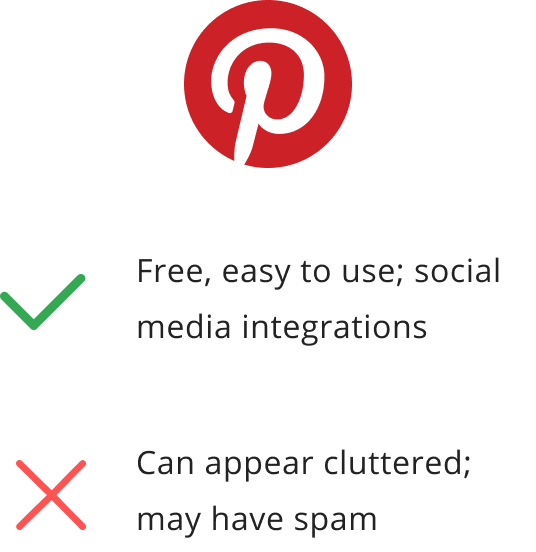 Free, easy to use; social
media integrations
Can appear cluttered;
may have spam